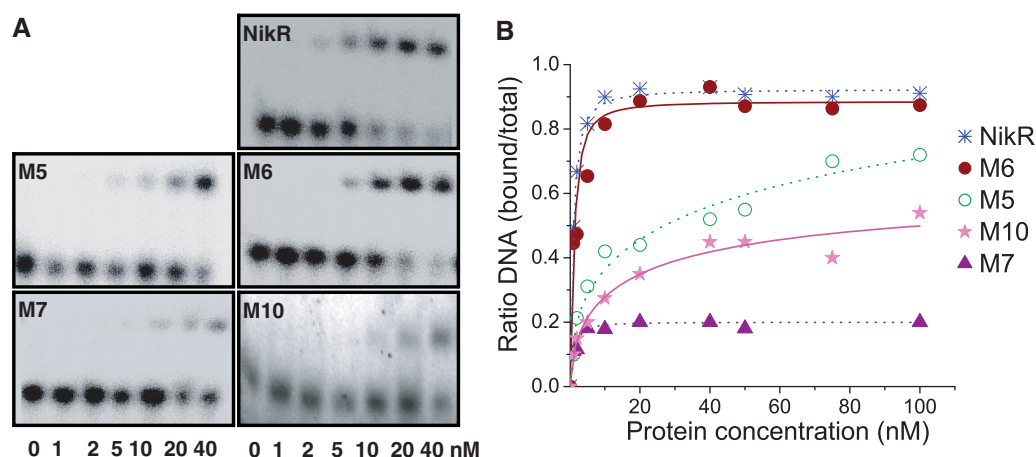 A
NikR
M5
M6
M7
M10
0 1 2 5 10 20 40
0 1 2 5 10 20 40 nM
B
Ratio DNA (bound/total)
1.0
0.8
0.6
0.4
0.2
0.0
20 40 60 80 100
Protein concentration (nM)
NikR
M6
M5
M10
M7